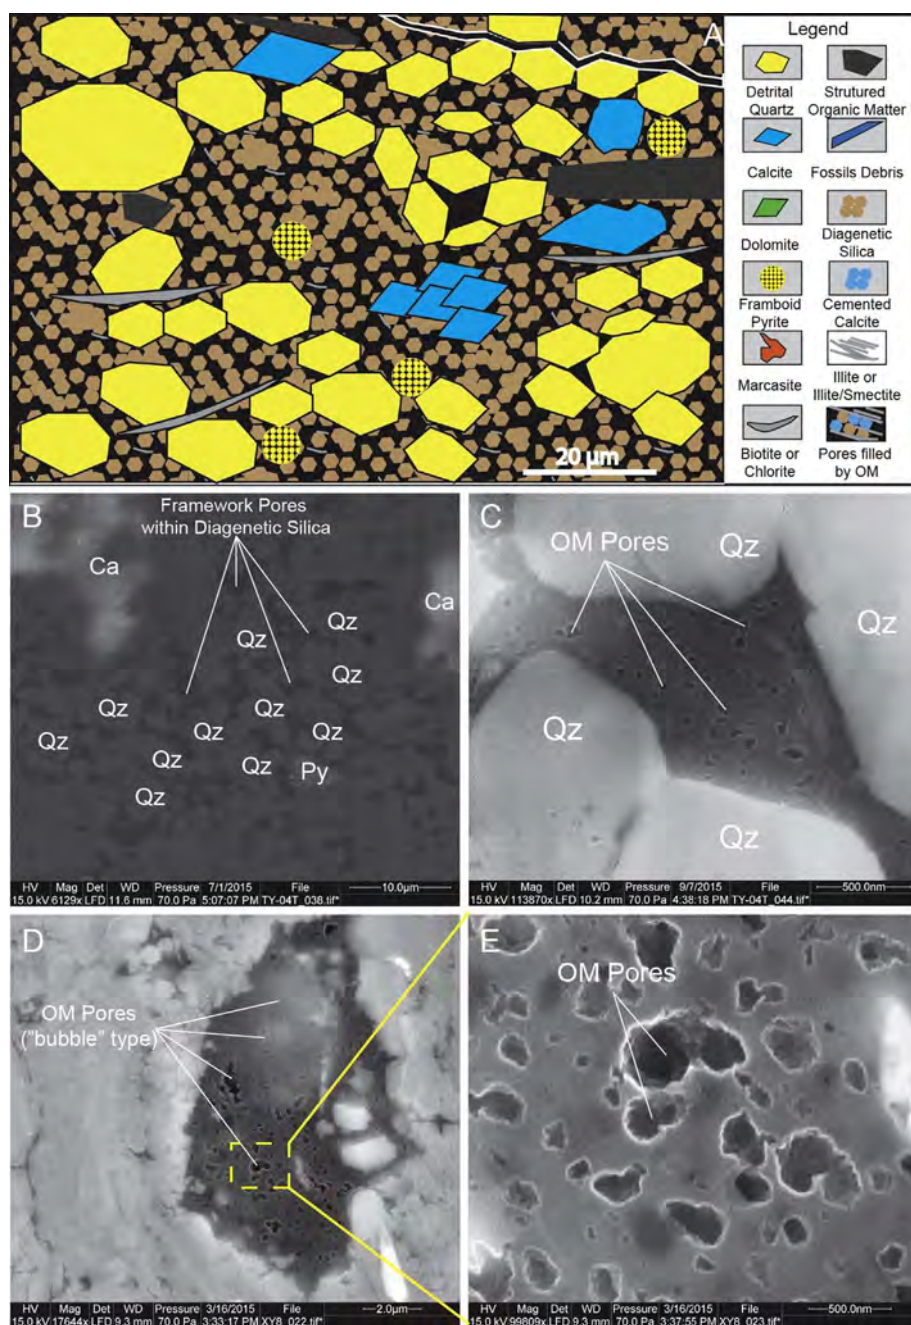 A
20 µm
Legend
Detrital
Quartz
Strutured
Organic Matter
Calcite
Fossils Debris
Dolomite
Diagenetic
Silica
Framboid
Pyrite
Cemented
Calcite
Marcasite
Illite or
Illite/Smectite
Biotite or
Chlorite
Pores filled
by OM
B
Framework Pores
within Diagenetic Silica
Ca
Ca
Qz
Qz
Qz
Qz
Qz
Qz
Qz
Qz
Qz
Qz
Py
Qz
HV Mag Det WD Pressure 7/1/2015 File 10.0µm
15.0 kV 6129x LFD 11.6 mm 70.0 Pa 5:07:07 PM TY-04T_038.tif*
C
OM Pores
Qz
Qz
Qz
Qz
HV Mag Det WD Pressure 9/7/2015 File 500.0nm
15.0 kV 113870x LFD 10.2 mm 70.0 Pa 4:38:18 PM TY-04T_044.tif*
D
OM Pores
("bubble" type)
HV Mag Det WD Pressure 3/16/2015 File 2.0µm
15.0 kV 17644x LFD 9.3 mm 70.0 Pa 3:33:17 PM XY8_022.tif*
E
OM Pores
HV Mag Det WD Pressure 3/16/2015 File 500.0nm
15.0 kV 99809x LFD 9.3 mm 70.0 Pa 3:37:55 PM XY8_023.tif*